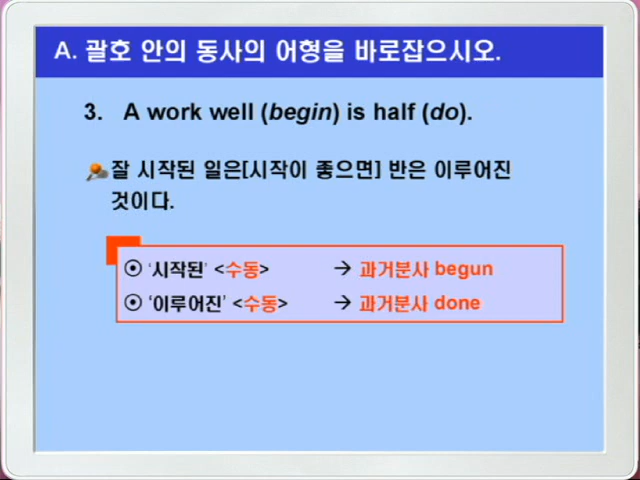 A. 괄호 안의 동사의 어형을 바로잡으시오.
3. A work well (begin) is half (do).
잘 시작된 일은[시작이 좋으면] 반은 이루어진
것이다.
⊙ ‘시작된’ <수동> → 과거분사 begun
⊙ ‘이루어진’ <수동> → 과거분사 done